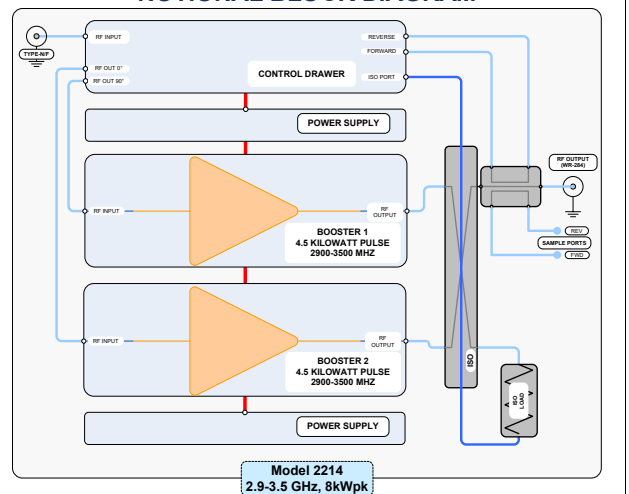 NOTIONAL BLOCK DIAGRAM
RF INPUT
TYPE-N/F
RF OUT 0°
RF OUT 90°
CONTROL DRAWER
REVERSE
FORWARD
ISO PORT
POWER SUPPLY
RF INPUT
RF
OUTPUT
BOOSTER 1
4.5 KILOWATT PULSE
2900-3500 MHZ
RF OUTPUT
(WR-284)
REV
SAMPLE PORTS
FWD
RF INPUT
RF
OUTPUT
BOOSTER 2
4.5 KILOWATT PULSE
2900-3500 MHZ
ISO
ISO
LOAD
POWER SUPPLY
Model 2214
2.9-3.5 GHz, 8kWpk